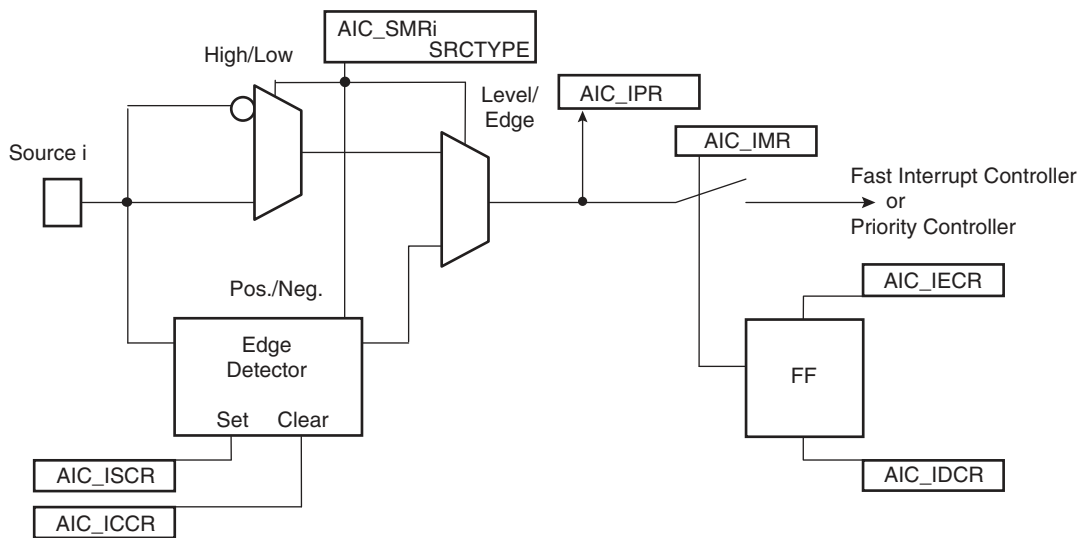 AIC_SMRi
SRCTYPE
High/Low
Level/
Edge
AIC_IPR
AIC_IMR
Source i
Fast Interrupt Controller
or
Priority Controller
Pos./Neg.
AIC_IECR
Edge
Detector
FF
Set Clear
AIC_ISCR
AIC_IDCR
AIC_ICCR